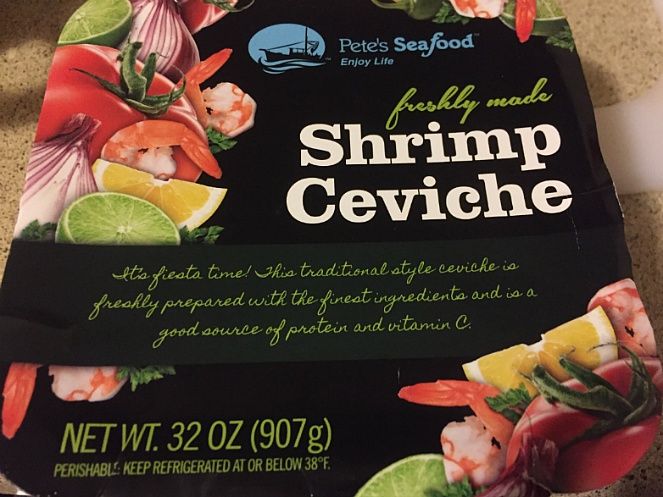 Pete's Seafood™
Enjoy Life
freshly made
Shrimp
Ceviche
It's fiesta time! This traditional style ceviche is
freshly prepared with the finest ingredients and is a
good source of protein and vitamin C.
NET WT. 32 OZ (907g)
PERISHABLE: KEEP REFRIGERATED AT OR BELOW 38°F.